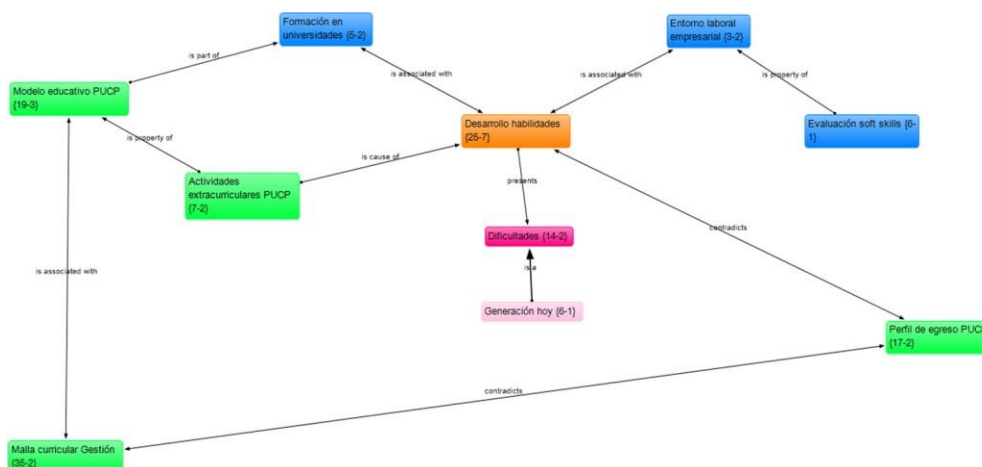 Formación en
universidades {5-2}
Entorno laboral
empresarial {3-2}
is part of
is associated with
is associated with
is property of
Modelo educativo PUCP
{19-3}
Desarrollo habilidades
{25-7}
Evaluación soft skills {6-
1}
is property of
is cause of
Actividades
extracurriculares PUCP
{7-2}
presents
contradicts
Dificultades {14-2}
is associated with
is a
Generación hoy {6-1}
Perfil de egreso PUCP
{17-2}
contradicts
Malla curricular Gestión
{35-2}